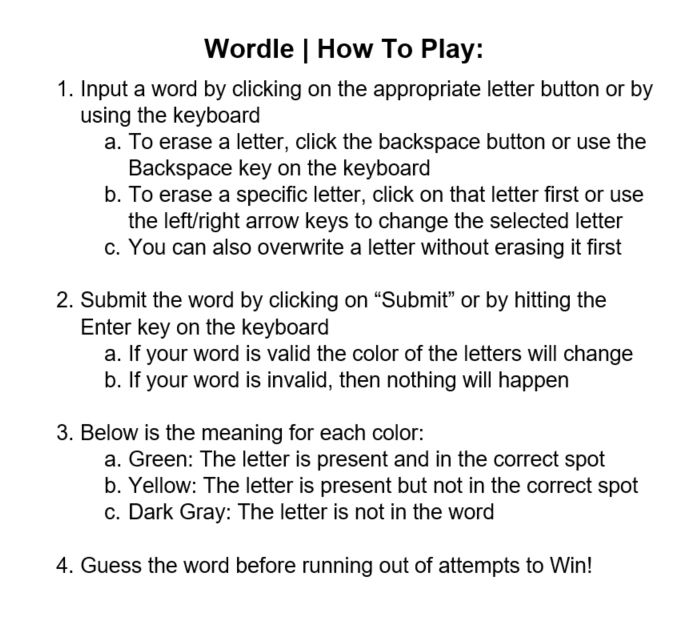 Wordle | How To Play:
1. Input a word by clicking on the appropriate letter button or by
using the keyboard
a. To erase a letter, click the backspace button or use the
Backspace key on the keyboard
b. To erase a specific letter, click on that letter first or use
the left/right arrow keys to change the selected letter
c. You can also overwrite a letter without erasing it first
2. Submit the word by clicking on “Submit” or by hitting the
Enter key on the keyboard
a. If your word is valid the color of the letters will change
b. If your word is invalid, then nothing will happen
3. Below is the meaning for each color:
a. Green: The letter is present and in the correct spot
b. Yellow: The letter is present but not in the correct spot
c. Dark Gray: The letter is not in the word
4. Guess the word before running out of attempts to Win!